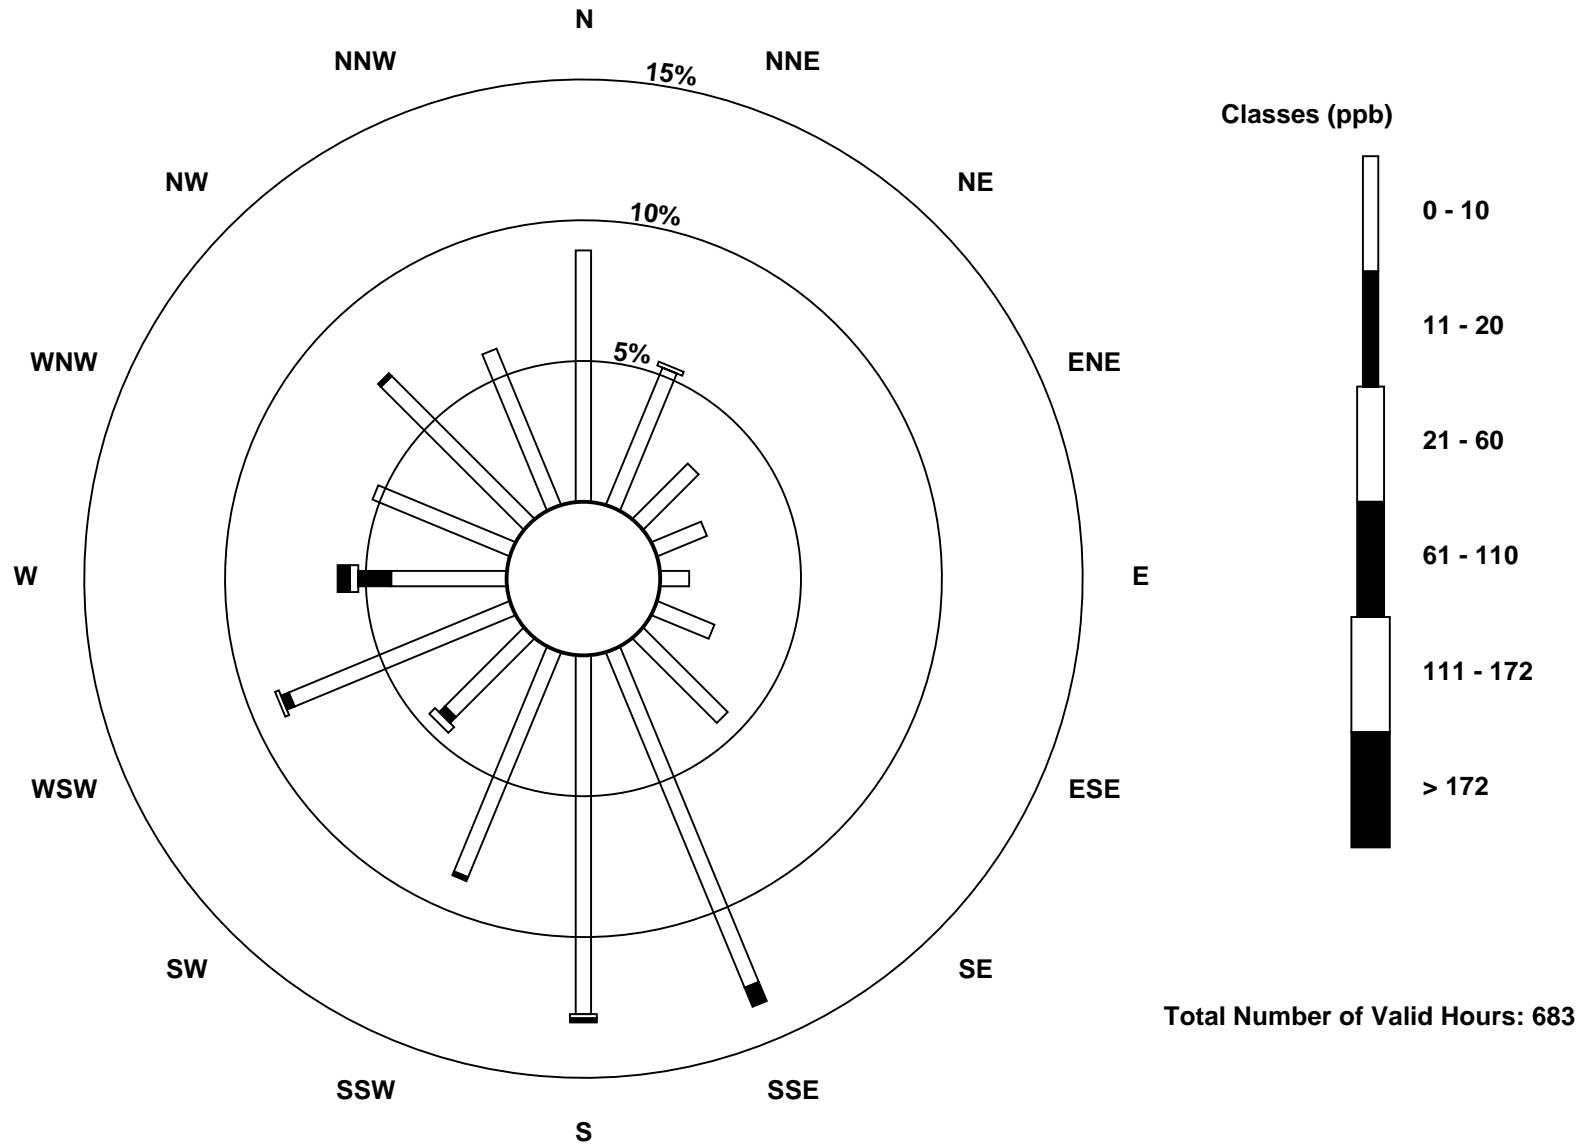 N
NNW
NNE
15%
Classes (ppb)
NW
NE
10%
0 - 10
11 - 20
5%
WNW
ENE
21 - 60
61 - 110
W
E
111 - 172
WSW
ESE
> 172
SW
SE
Total Number of Valid Hours: 683
SSW
SSE
S